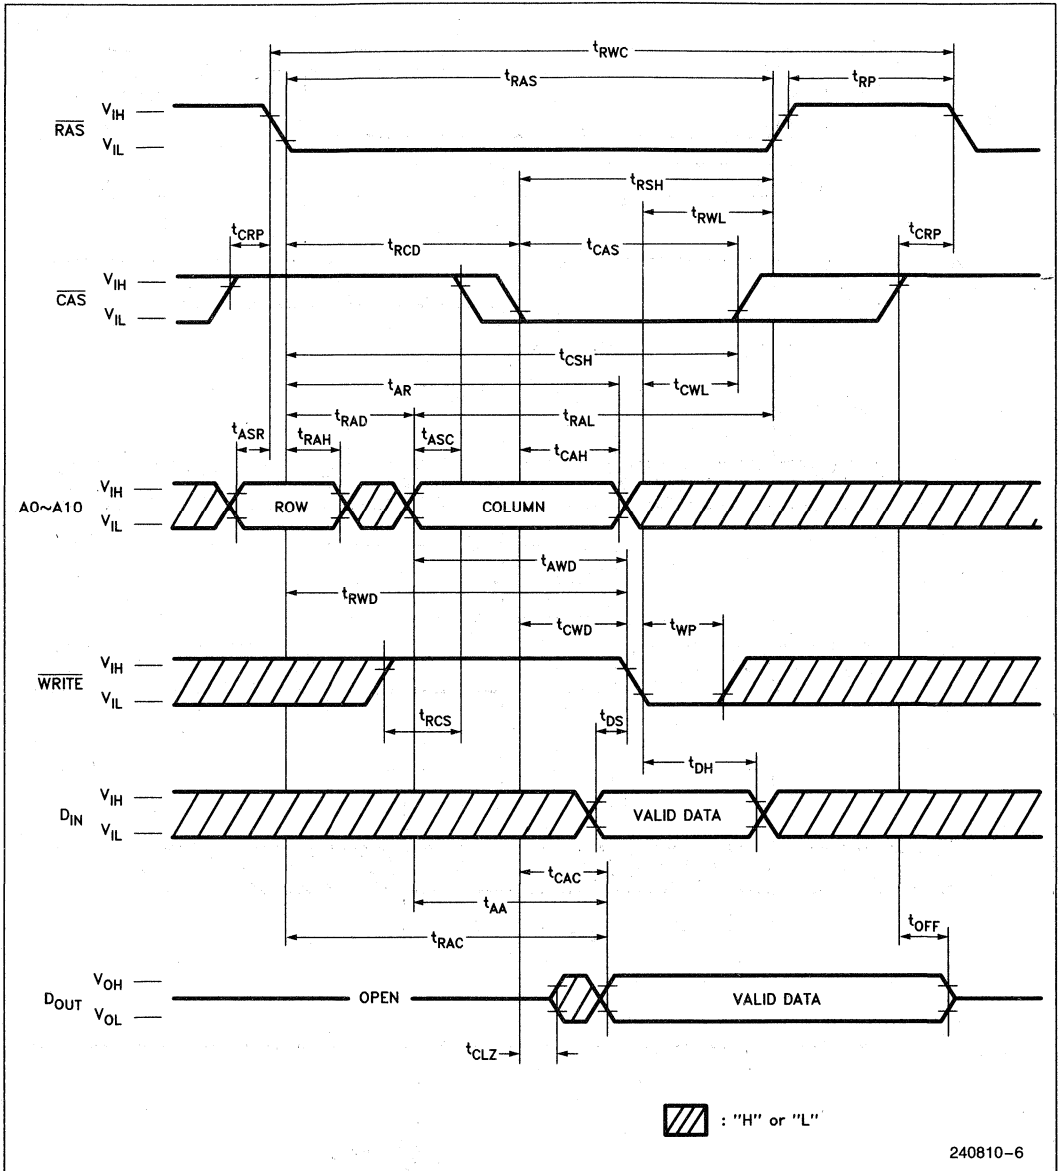 tRWC
tRAS
tRP
RAS
VIH
VIL
tRSH
tRWL
tCRP
tRCD
tCAS
tCRP
CAS
VIH
VIL
tCSH
tAR
tCWL
tRAD
tRAL
tASR
tRAH
tASC
tCAH
A0~A10
VIH
VIL
ROW
COLUMN
tAWD
tRWD
tCWD
tWP
WRITE
VIH
VIL
tRCS
tDS
tDH
DIN
VIH
VIL
VALID DATA
tCAC
tAA
tRAC
tOFF
DOUT
VOH
VOL
OPEN
VALID DATA
tCLZ
: "H" or "L"
240810-6